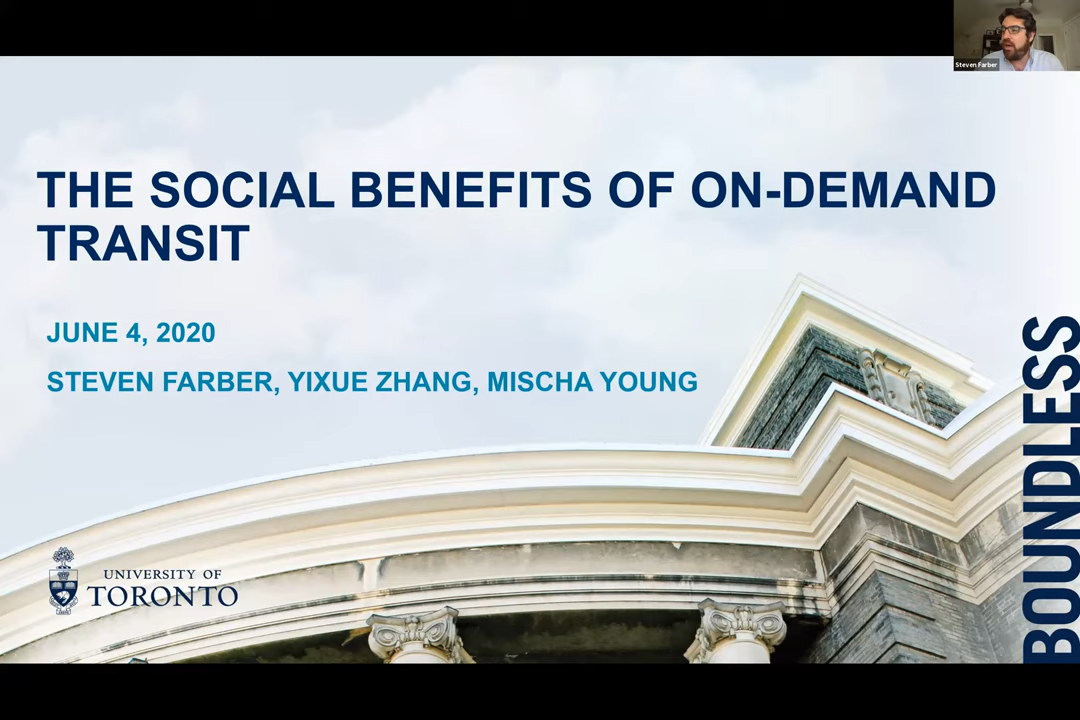 Steven Farber
THE SOCIAL BENEFITS OF ON-DEMAND
TRANSIT
JUNE 4, 2020
STEVEN FARBER, YIXUE ZHANG, MISCHA YOUNG
UNIVERSITY OF
TORONTO
BOUNDLESS